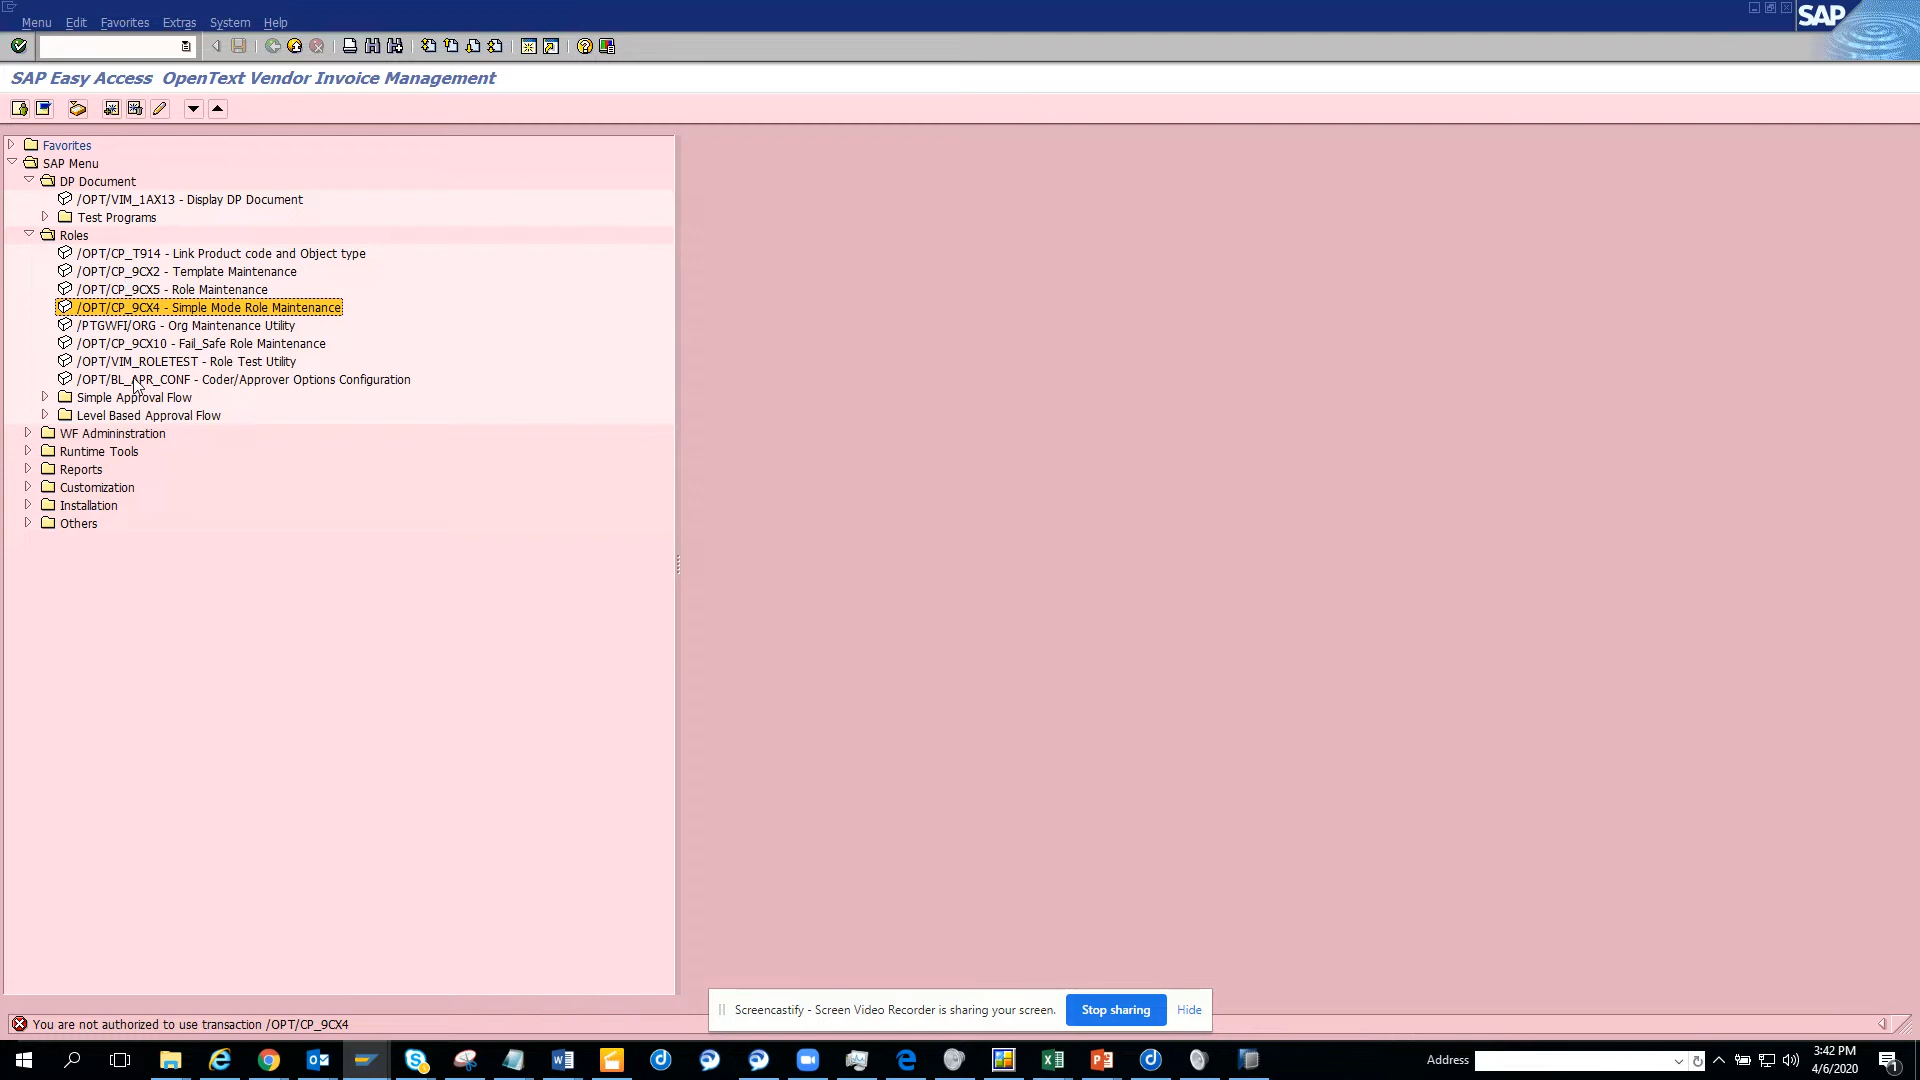 Menu Edit Favorites Extras System Help
SAP
SAP Easy Access OpenText Vendor Invoice Management
Favorites
SAP Menu
DP Document
/OPT/VIM_1AX13 - Display DP Document
Test Programs
Roles
/OPT/CP_T914 - Link Product code and Object type
/OPT/CP_9CX2 - Template Maintenance
/OPT/CP_9CX5 - Role Maintenance
/OPT/CP_9CX4 - Simple Mode Role Maintenance
/PTGWFI/ORG - Org Maintenance Utility
/OPT/CP_9CX10 - Fail_Safe Role Maintenance
/OPT/VIM_ROLETEST - Role Test Utility
/OPT/BL_APR_CONF - Coder/Approver Options Configuration
Simple Approval Flow
Level Based Approval Flow
WF Admininstration
Runtime Tools
Reports
Customization
Installation
Others
Screencastify - Screen Video Recorder is sharing your screen. Stop sharing Hide
You are not authorized to use transaction /OPT/CP_9CX4
Address
3:42 PM
4/6/2020